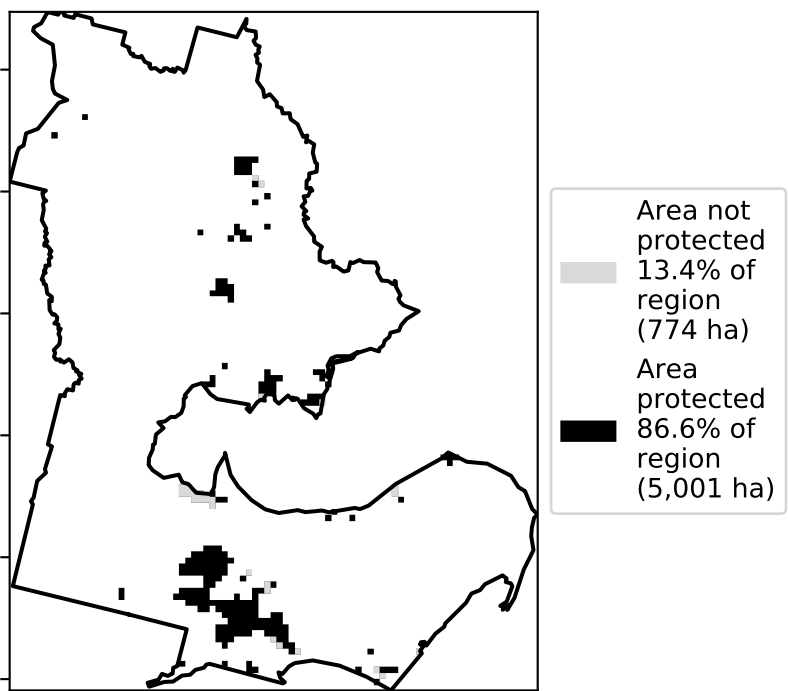 Area not
protected
13.4% of
region
(774 ha)
Area
protected
86.6% of
region
(5,001 ha)